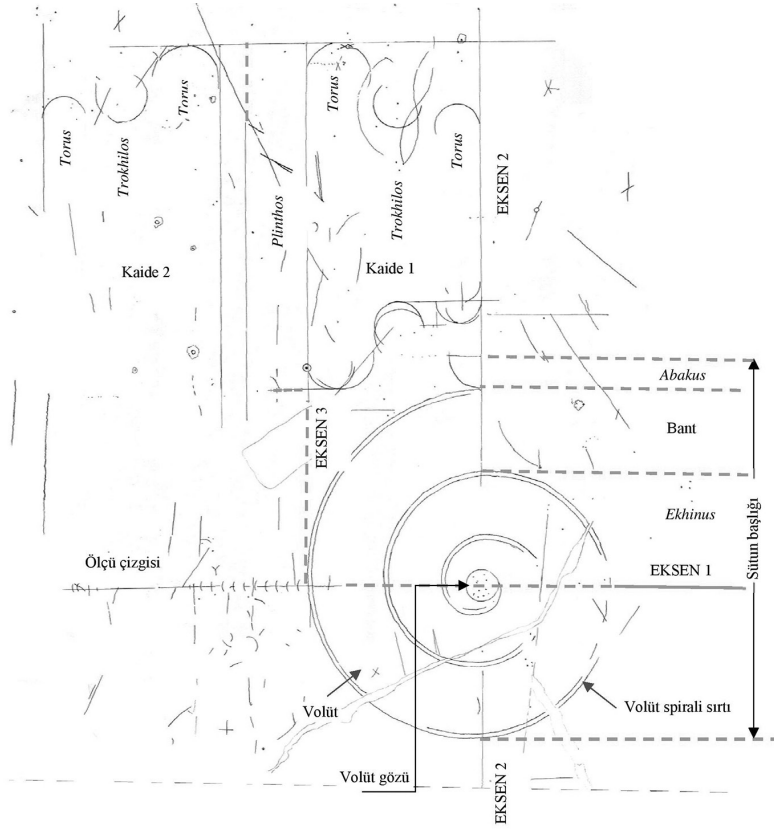 Torus
Trokhilos
Torus
Torus
Trokhilos
Torus
Plinthos
EKSEN 2
Kaide 2
Kaide 1
Abakus
Bant
EKSEN 3
Ekhinus
Sütun başlığı
Ölçü çizgisi
EKSEN 1
Volüt
Volüt spirali sırtı
Volüt gözü
EKSEN 2